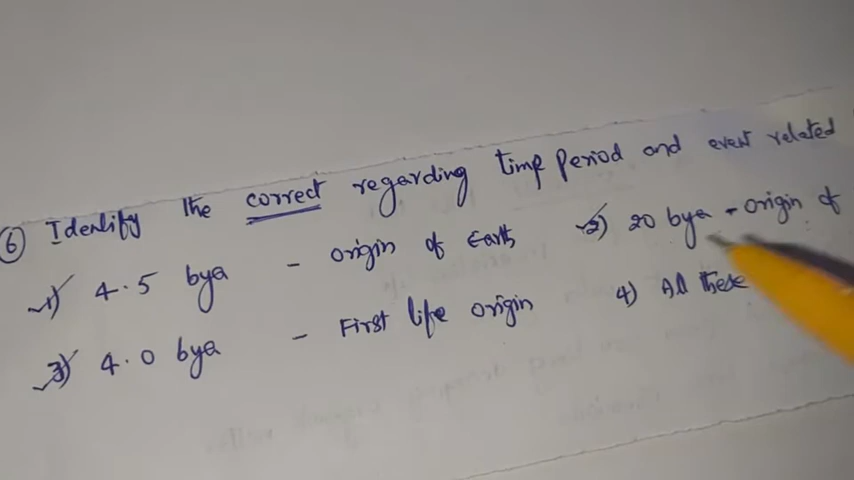 6 Identify the correct regarding time period and event related
1) 4.5 bya - origin of Earth 2) 20 bya - origin of
3) 4.0 bya - First life origin 4) All these